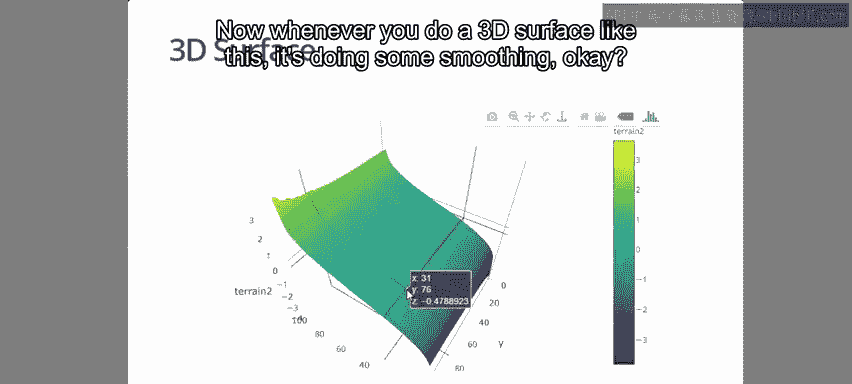 Now whenever you do a 3D surface like
this, it's doing some smoothing, okay?
3D Surface
terrain2
3
2
1
0
−1
−2
−3
3
2
1
0
−1
−2
−3
terrain2
100
80
60
40
x: 31
y: 76
z: −0.4788923
0
20
40
60
80
y